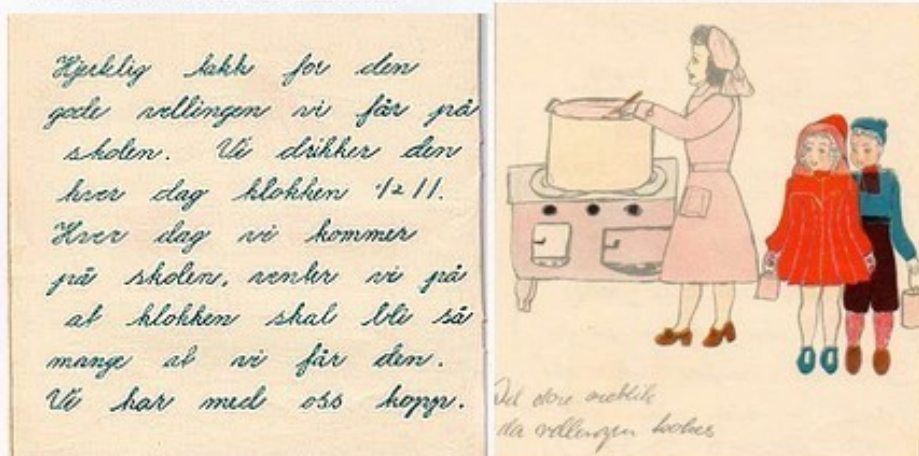 Hjertlig takk for den
gode vellingen vi får på
skolen. Vi drikker den
hver dag klokken 1/2 11.
Hver dag vi kommer
på skolen, venter vi på
at klokken skal bli så
mange at vi får den.
Vi har med oss kopp.
da vellingen kokes